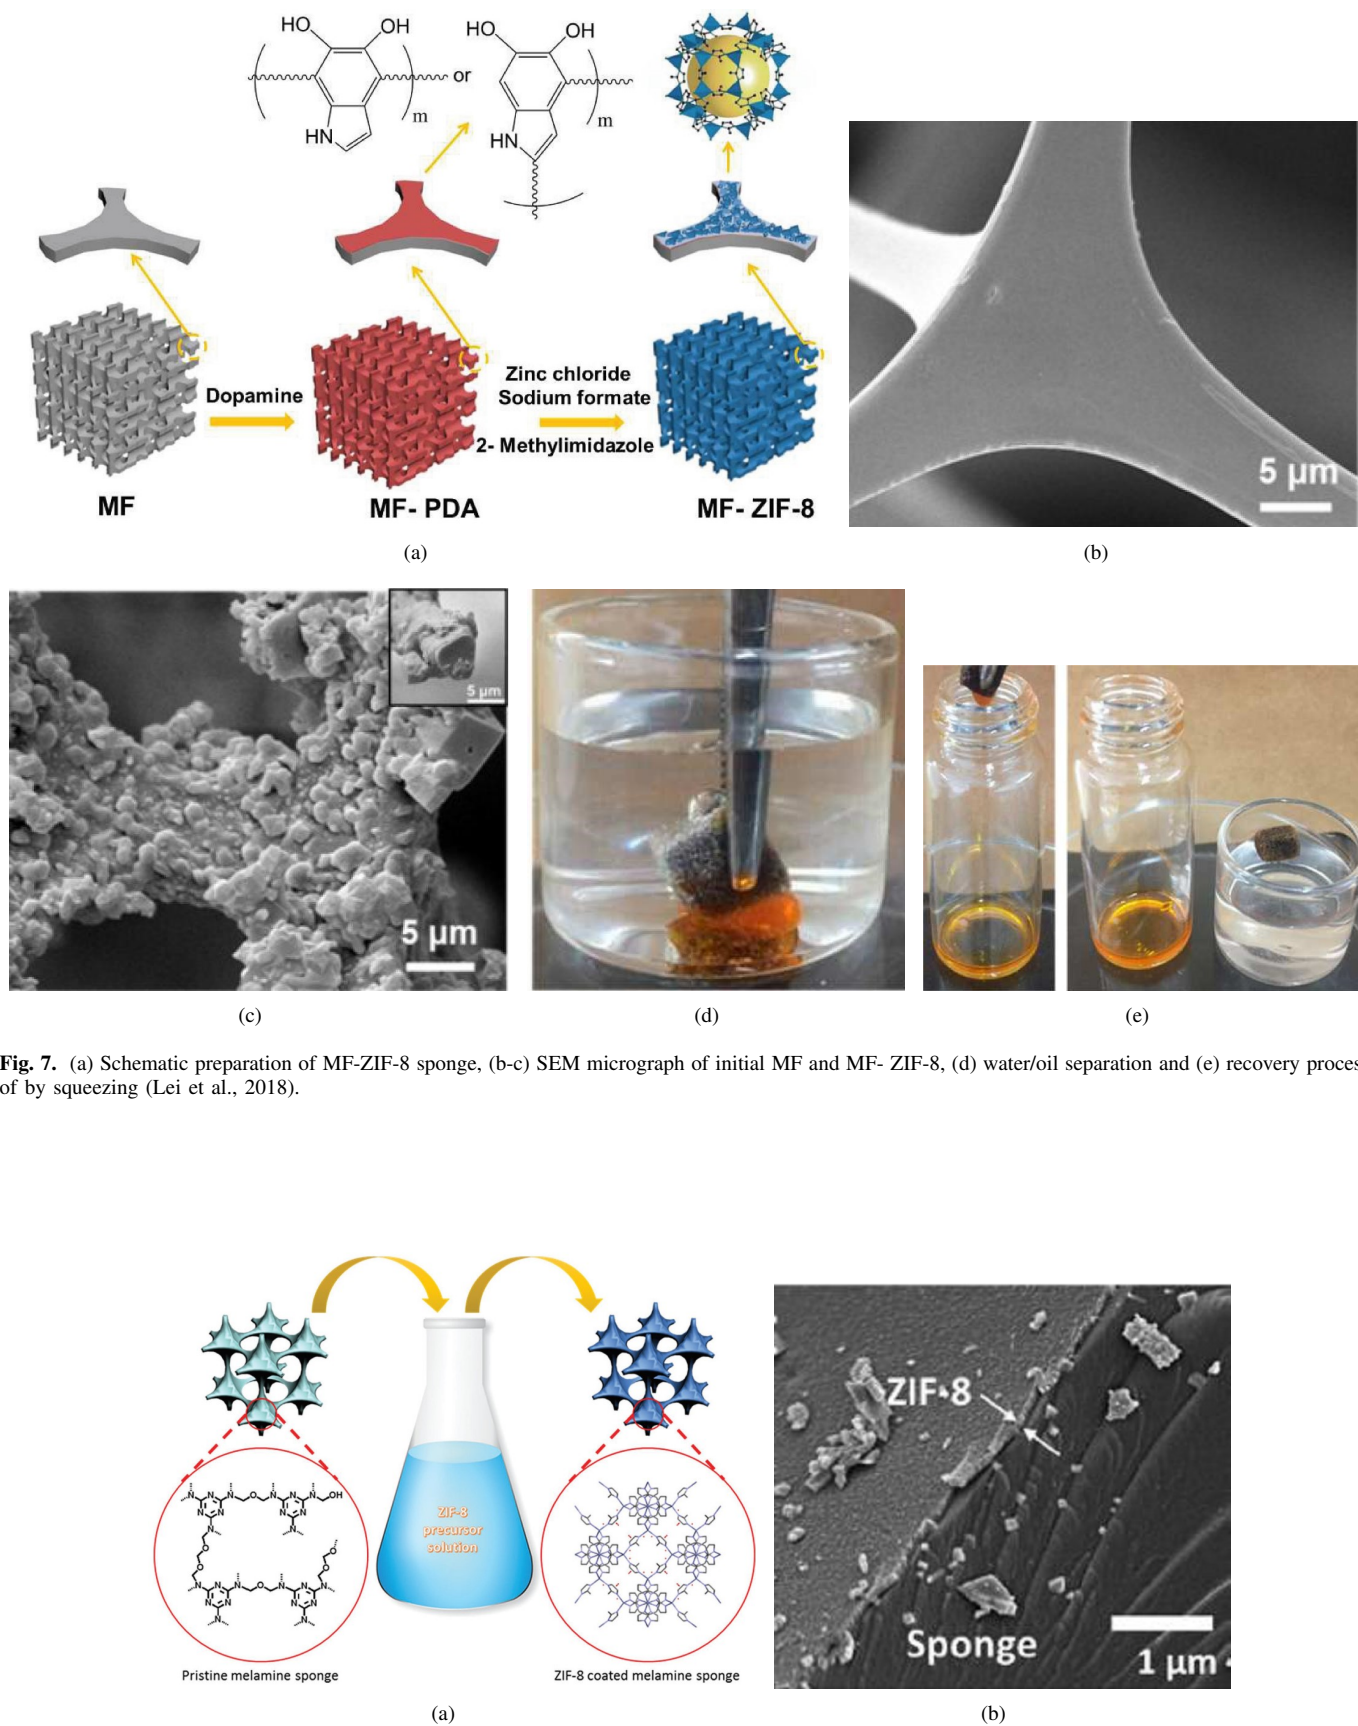 HO OH
HO OH
or
m
m
HN
HN
Dopamine
Zinc chloride
Sodium formate
2- Methylimidazole
MF
MF- PDA
MF- ZIF-8
5 µm
(a)
(b)
5 µm
5 µm
(c)
(d)
(e)
Fig. 7. (a) Schematic preparation of MF-ZIF-8 sponge, (b-c) SEM micrograph of initial MF and MF- ZIF-8, (d) water/oil separation and (e) recovery proces
of by squeezing (Lei et al., 2018).
ZIF-8
precursor
solution
Pristine melamine sponge
ZIF-8 coated melamine sponge
ZIF-8
Sponge
1 µm
(a)
(b)